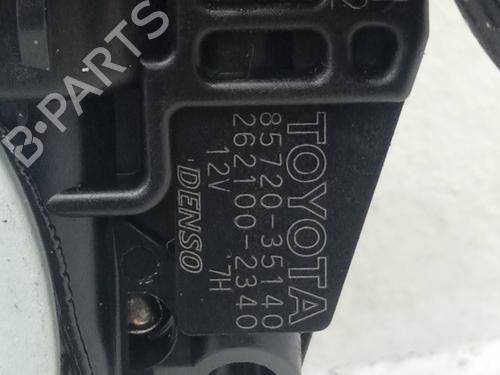 TOYOTA
85720-35140
262100-2340
12V 7H
DENSO
B-PARTS